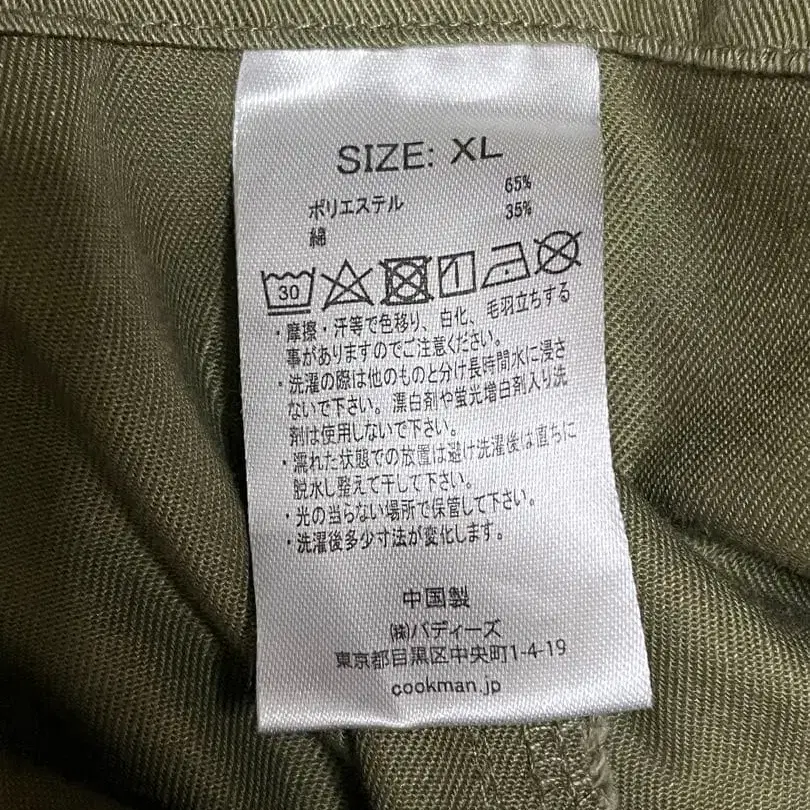 SIZE: XL
ポリエステル 65%
綿 35%
30
・摩擦・汗等で色移り、白化、毛羽立ちする
事がありますのでご注意ください。
・洗濯の際は他のものと分け長時間水に浸さ
ないで下さい。漂白剤や蛍光増白剤入り洗
剤は使用しないで下さい。
・濡れた状態での放置は避け洗濯後は直ちに
脱水し整えて干して下さい。
・光の当らない場所で保管して下さい。
・洗濯後多少寸法が変化します。
中国製
㈱バディーズ
東京都目黒区中央町1-4-19
cookman.jp